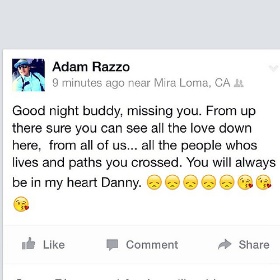 Adam Razzo
9 minutes ago near Mira Loma, CA
Good night buddy, missing you. From up
there sure you can see all the love down
here, from all of us... all the people whos
lives and paths you crossed. You will always
be in my heart Danny. 😞😞😞😞😞😘😘
😘
Like Comment Share